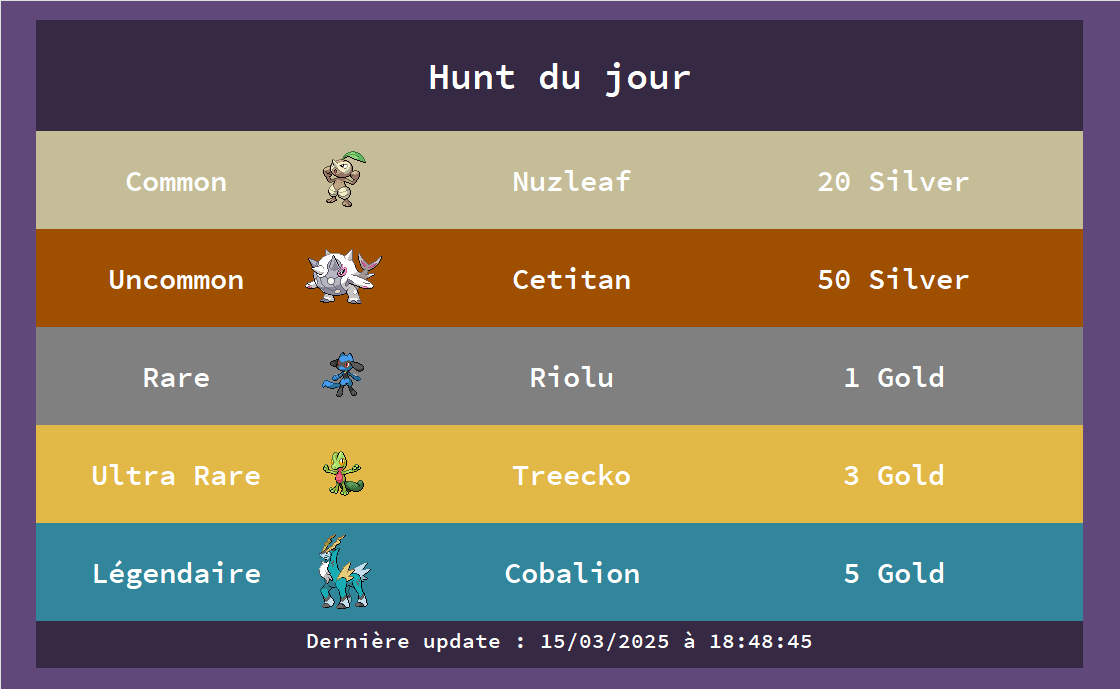 Hunt du jour
Common Nuzleaf 20 Silver
Uncommon Cetitan 50 Silver
Rare Riolu 1 Gold
Ultra Rare Treecko 3 Gold
Légendaire Cobalion 5 Gold
Dernière update : 15/03/2025 à 18:48:45